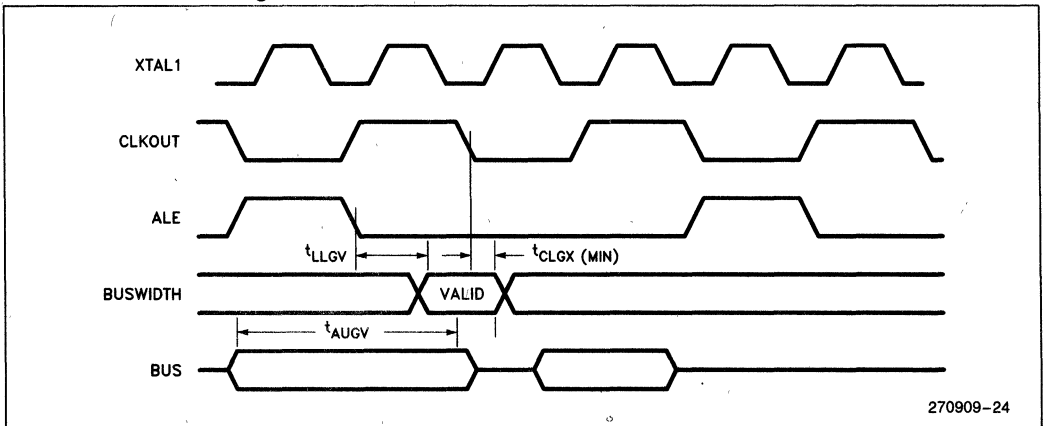 XTAL1
CLKOUT
ALE
tLLGV
tCLGX (MIN)
BUSWIDTH
VALID
tAUGV
BUS
270909-24